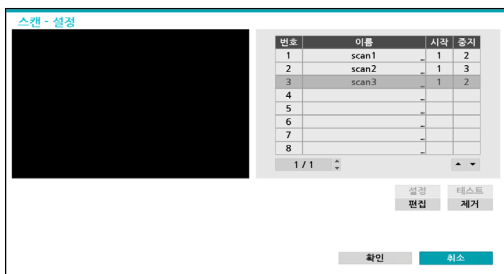 스캔 - 설정
번호 이름 시작 중지
1 scan1 ... 1 2
2 scan2 ... 1 3
3 scan3 1 2
4 ...
5 ...
6 ...
7 ...
8 ...
1 / 1
설정 테스트
편집 제거
확인 취소